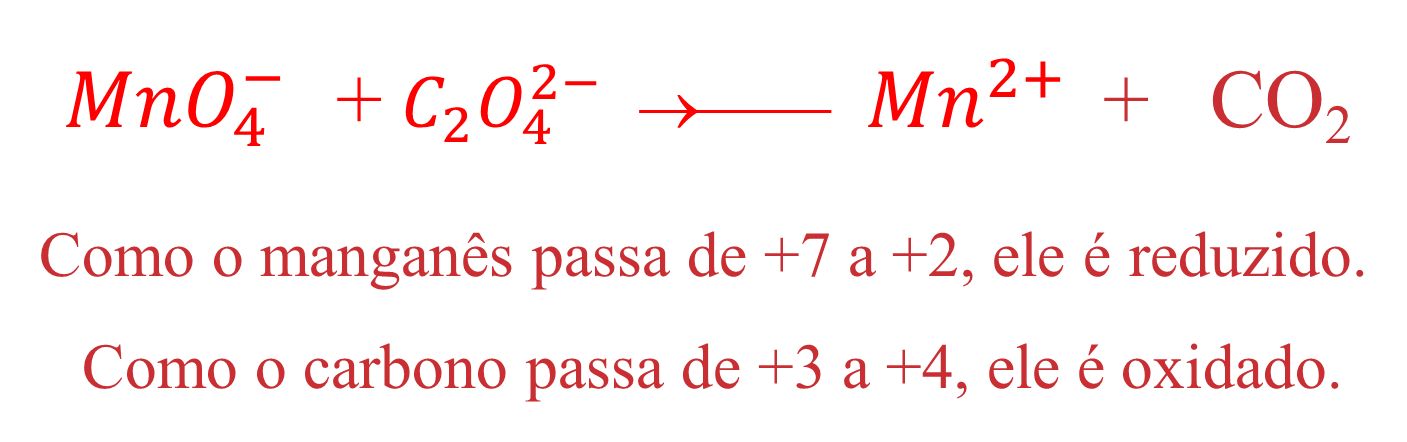 MnO₄⁻ + C₂O₄²⁻ → Mn²⁺ + CO₂
Como o manganês passa de +7 a +2, ele é reduzido.
Como o carbono passa de +3 a +4, ele é oxidado.